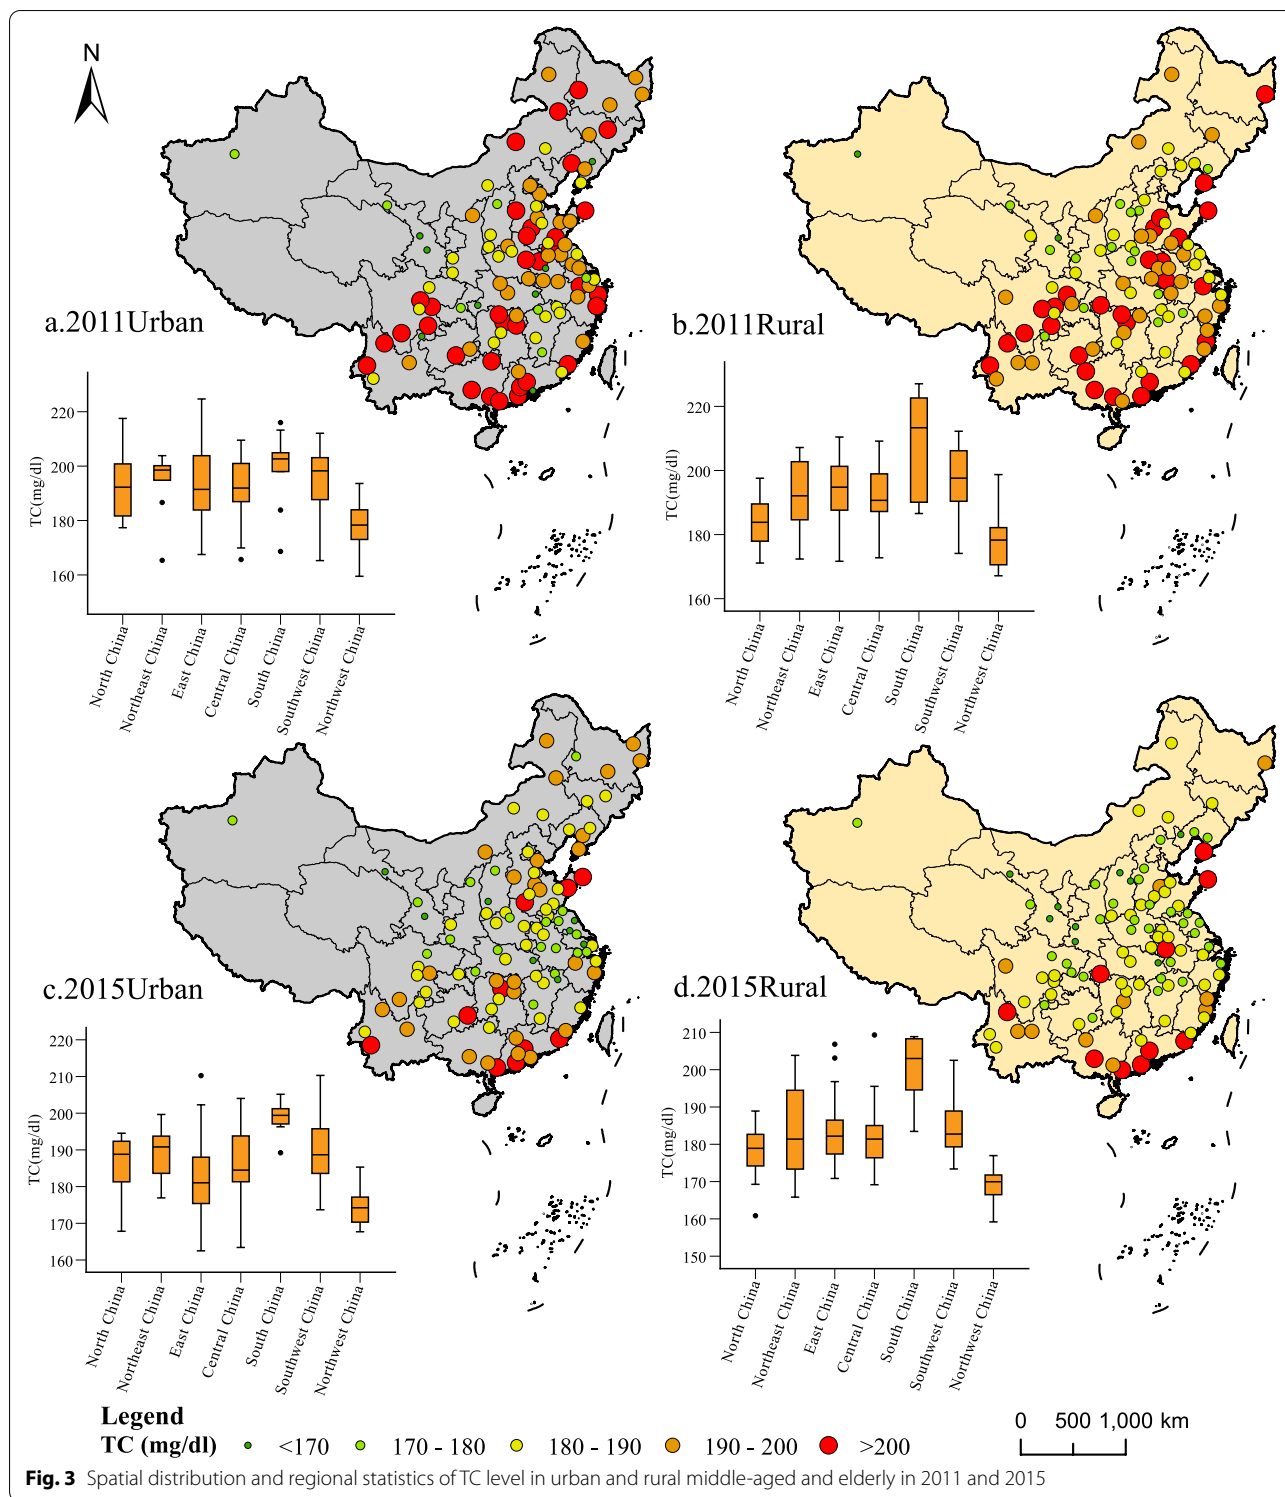 N
a.2011Urban
TC(mg/dl)
220
200
180
160
North China
Northeast China
East China
Central China
South China
Southwest China
Northwest China
b.2011Rural
TC(mg/dl)
220
200
180
160
North China
Northeast China
East China
Central China
South China
Southwest China
Northwest China
c.2015Urban
TC(mg/dl)
220
210
200
190
180
170
160
North China
Northeast China
East China
Central China
South China
Southwest China
Northwest China
d.2015Rural
TC(mg/dl)
210
200
190
180
170
160
150
North China
Northeast China
East China
Central China
South China
Southwest China
Northwest China
Legend
TC (mg/dl) <170 170 - 180 180 - 190 190 - 200 >200
0 500 1,000 km
Fig. 3 Spatial distribution and regional statistics of TC level in urban and rural middle-aged and elderly in 2011 and 2015